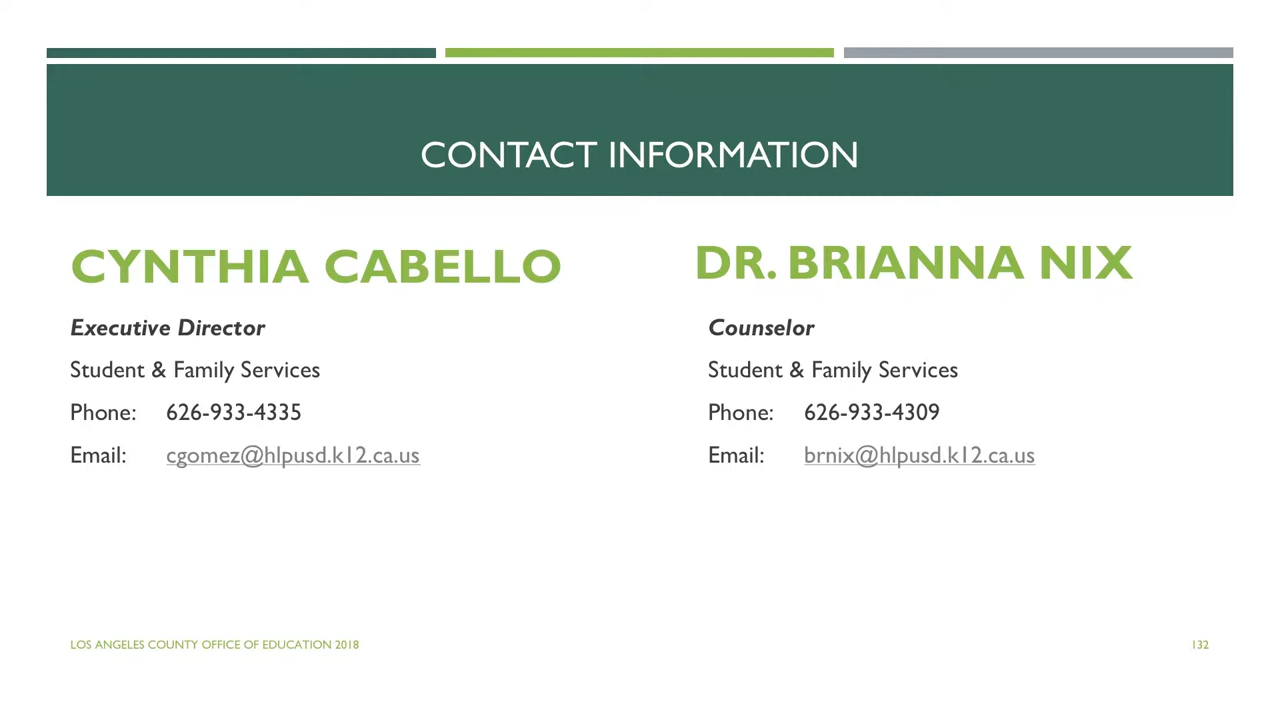 CONTACT INFORMATION
CYNTHIA CABELLO
Executive Director
Student & Family Services
Phone: 626-933-4335
Email: cgomez@hlpusd.k12.ca.us
DR. BRIANNA NIX
Counselor
Student & Family Services
Phone: 626-933-4309
Email: brnix@hlpusd.k12.ca.us
LOS ANGELES COUNTY OFFICE OF EDUCATION 2018
132